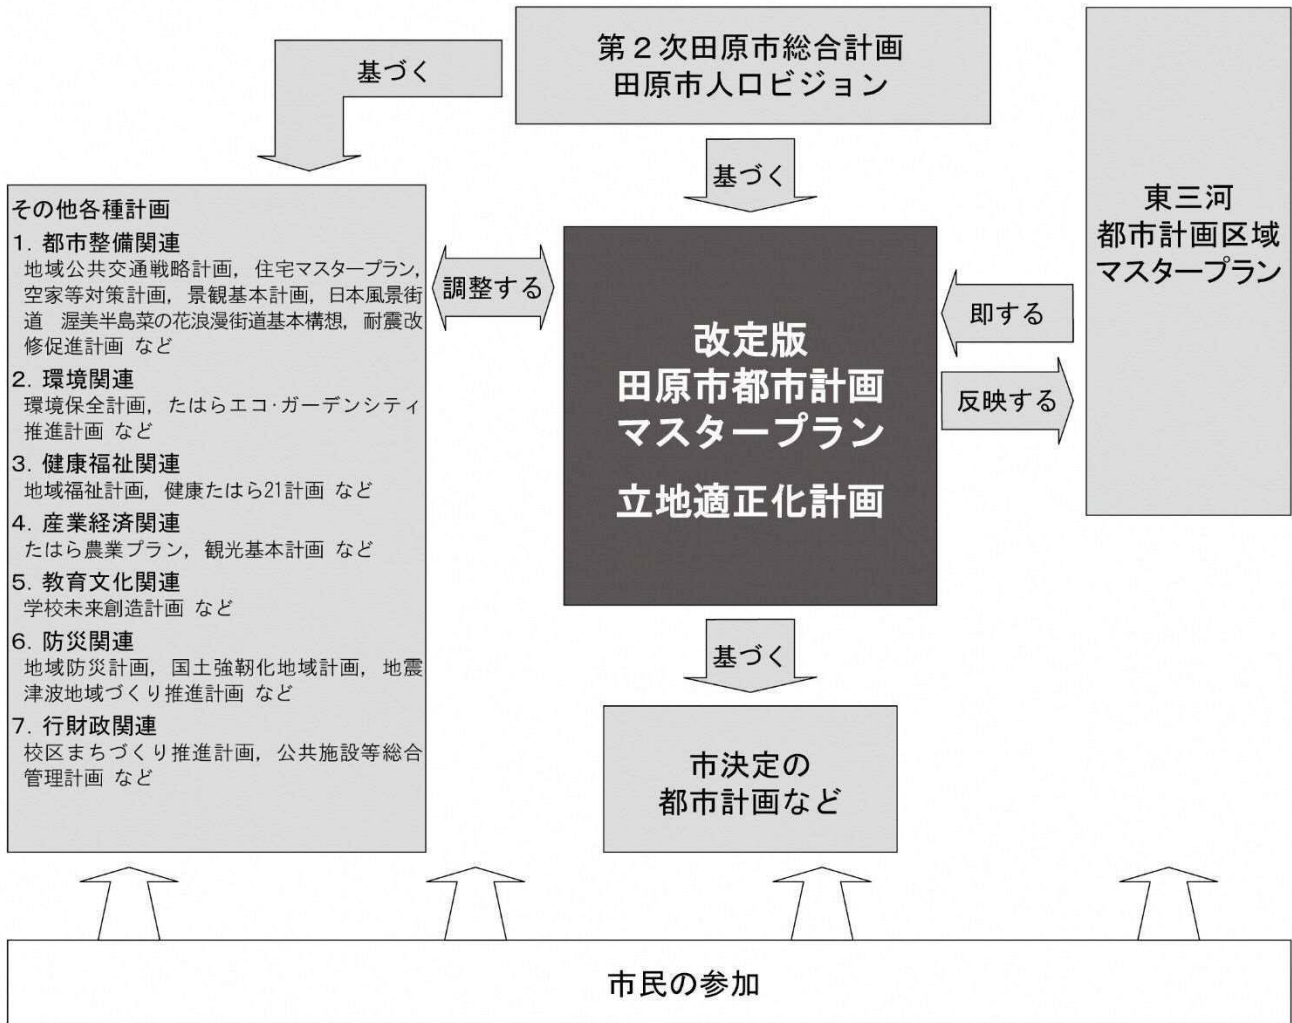 第２次田原市総合計画
田原市人口ビジョン
基づく
基づく
東三河
都市計画区域
マスタープラン
その他各種計画
1. 都市整備関連
地域公共交通戦略計画，住宅マスタープラン，
空家等対策計画，景観基本計画，日本風景街
道　渥美半島菜の花浪漫街道基本構想，耐震改
修促進計画 など
2. 環境関連
環境保全計画，たはらエコ・ガーデンシティ
推進計画 など
3. 健康福祉関連
地域福祉計画，健康たはら21計画 など
4. 産業経済関連
たはら農業プラン，観光基本計画 など
5. 教育文化関連
学校未来創造計画 など
6. 防災関連
地域防災計画，国土強靭化地域計画，地震
津波地域づくり推進計画 など
7. 行財政関連
校区まちづくり推進計画，公共施設等総合
管理計画 など
調整する
改定版
田原市都市計画
マスタープラン
立地適正化計画
即する
反映する
基づく
市決定の
都市計画など
市民の参加